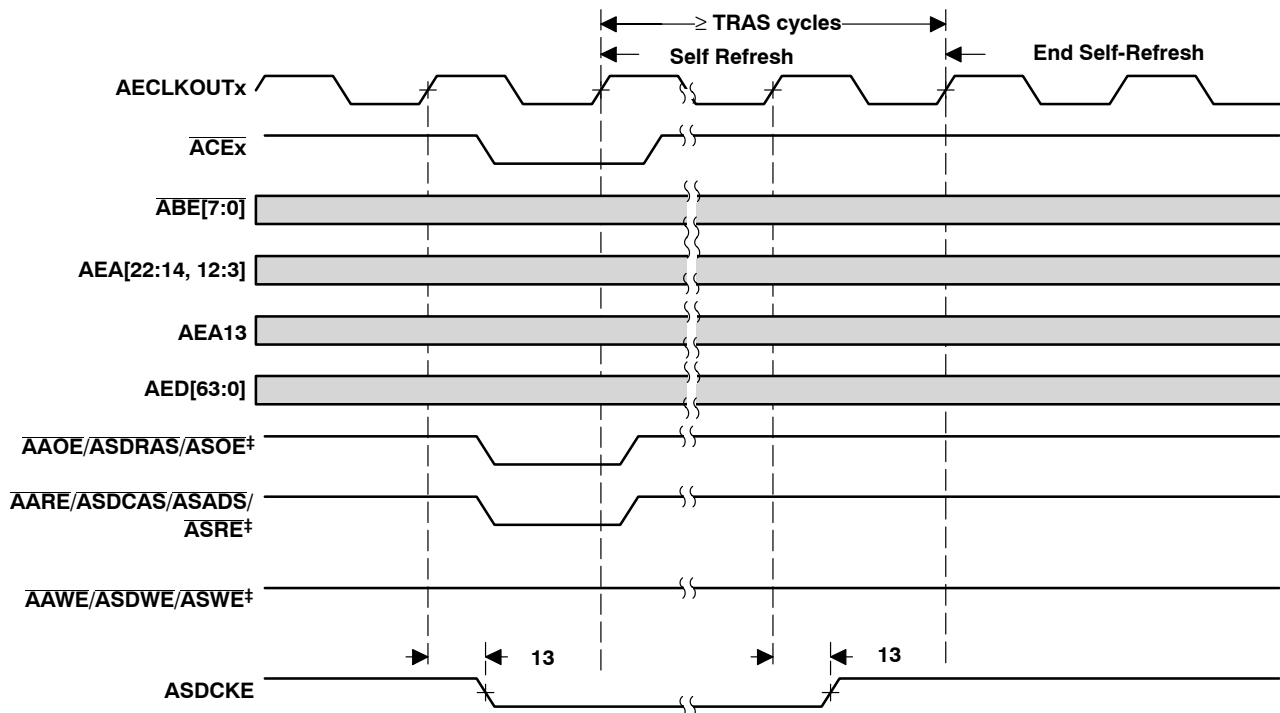 ≥ TRAS cycles
Self Refresh
End Self-Refresh
AECLKOUTx
ACEx
ABE[7:0]
AEA[22:14, 12:3]
AEA13
AED[63:0]
AAOE/ASDRAS/ASOE‡
AARE/ASDCAS/ASADS/
ASRE‡
AAWE/ASDWE/ASWE‡
13
13
ASDCKE